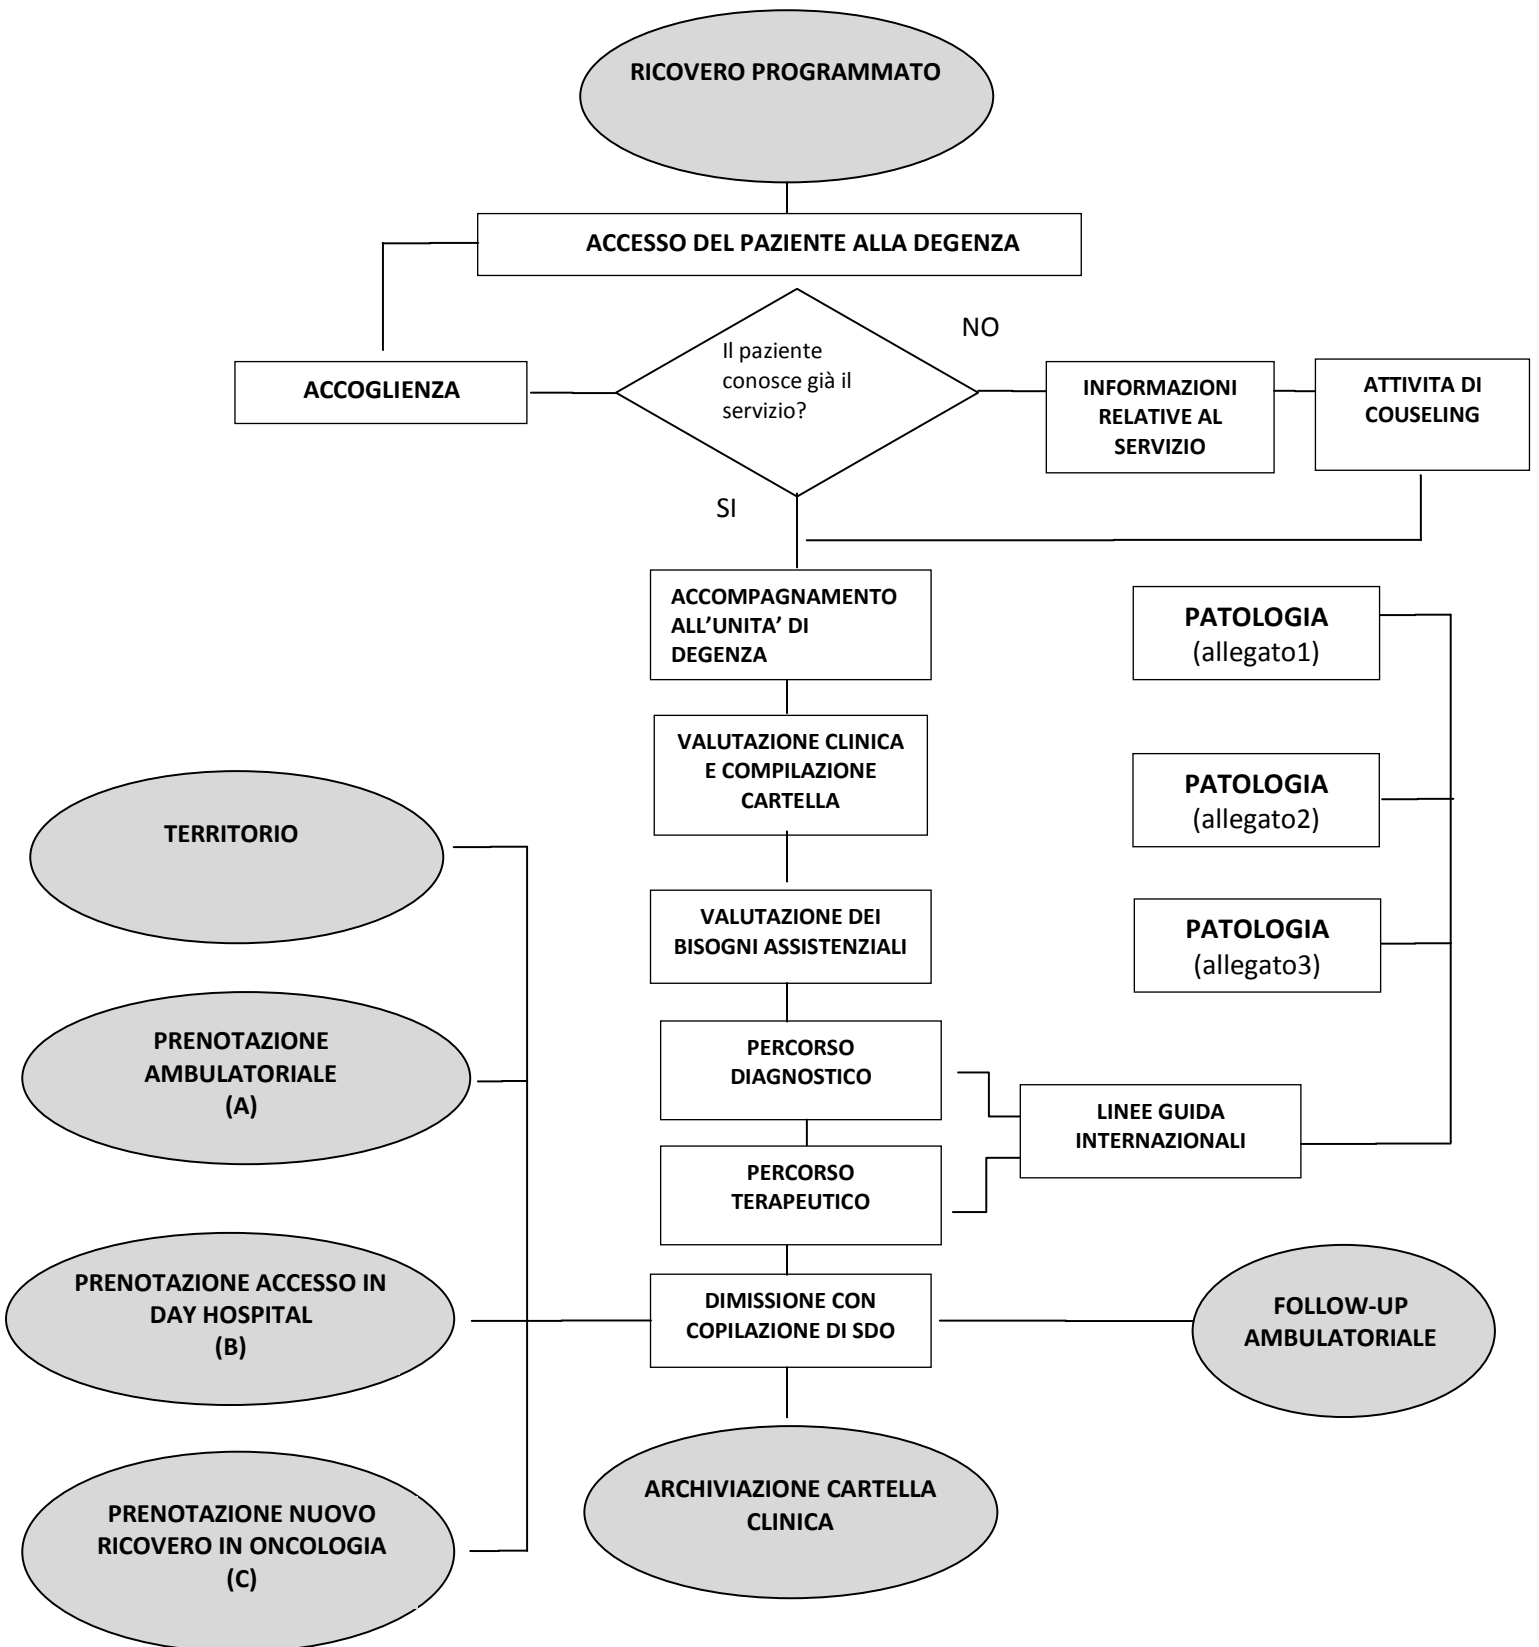 RICOVERO PROGRAMMATO
ACCESSO DEL PAZIENTE ALLA DEGENZA
NO
Il paziente
conosce già il
servizio?
ACCOGLIENZA
INFORMAZIONI
RELATIVE AL
SERVIZIO
ATTIVITA DI
COUSELING
SI
ACCOMPAGNAMENTO
ALL’UNITA’ DI
DEGENZA
PATOLOGIA
(allegato1)
VALUTAZIONE CLINICA
E COMPILAZIONE
CARTELLA
PATOLOGIA
(allegato2)
TERRITORIO
VALUTAZIONE DEI
BISOGNI ASSISTENZIALI
PATOLOGIA
(allegato3)
PRENOTAZIONE
AMBULATORIALE
(A)
PERCORSO
DIAGNOSTICO
LINEE GUIDA
INTERNAZIONALI
PERCORSO
TERAPEUTICO
PRENOTAZIONE ACCESSO IN
DAY HOSPITAL
(B)
DIMISSIONE CON
COPILAZIONE DI SDO
FOLLOW-UP
AMBULATORIALE
ARCHIVIAZIONE CARTELLA
CLINICA
PRENOTAZIONE NUOVO
RICOVERO IN ONCOLOGIA
(C)